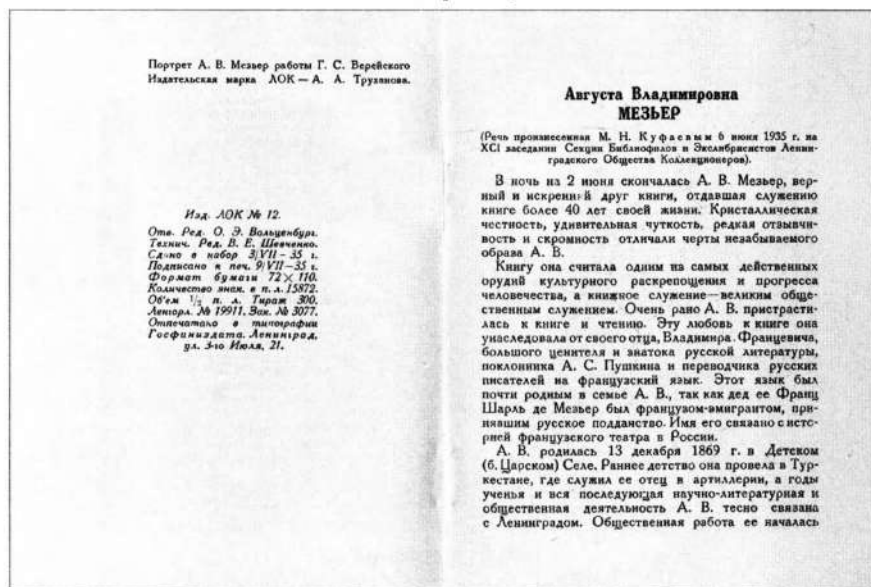 Портрет А. В. Мезьер работы Г. С. Верейского
Издательская марка ЛОК — А. А. Труханова.
Изд. ЛОК № 12.
Отв. Ред. О. Э. Вольценбург.
Технич. Ред. В. Е. Шевченко.
Сдано в набор 3/VII – 35 г.
Подписано к печ. 9/VII – 35 г.
Формат бумаги 72 × 110.
Количество знак. в п. л. 15872.
Об'ем ½ п. л. Тираж 300.
Ленгорл. № 19911. Зак. № 3077.
Отпечатано в типографии
Госфиниздата. Ленинград,
ул. 3-го Июля, 21.
Августа Владимировна
МЕЗЬЕР
(Речь произнесенная М. Н. Куфаевым 6 июня 1935 г. на
XCI заседании Секции Библиофилов и Экслибрисистов Ленин-
градского Общества Коллекционеров).
В ночь на 2 июня скончалась А. В. Мезьер, вер-
ный и искренний друг книги, отдавшая служению
книге более 40 лет своей жизни. Кристаллическая
честность, удивительная чуткость, редкая отзывчи-
вость и скромность отличали черты незабываемого
образа А. В.
Книгу она считала одним из самых действенных
орудий культурного раскрепощения и прогресса
человечества, а книжное служение—великим обще-
ственным служением. Очень рано А. В. пристрасти-
лась к книге и чтению. Эту любовь к книге она
унаследовала от своего отца, Владимира Францевича,
большого ценителя и знатока русской литературы,
поклонника А. С. Пушкина и переводчика русских
писателей на французский язык. Этот язык был
почти родным в семье А. В., так как дед ее Франц
Шарль де Мезьер был французом-эмигрантом, при-
нявшим русское подданство. Имя его связано с исто-
рией французского театра в России.
А. В. родилась 13 декабря 1869 г. в Детском
(б. Царском) Селе. Раннее детство она провела в Тур-
кестане, где служил ее отец в артиллерии, а годы
ученья и вся последующая научно-литературная и
общественная деятельность А. В. тесно связана
с Ленинградом. Общественная работа ее началась